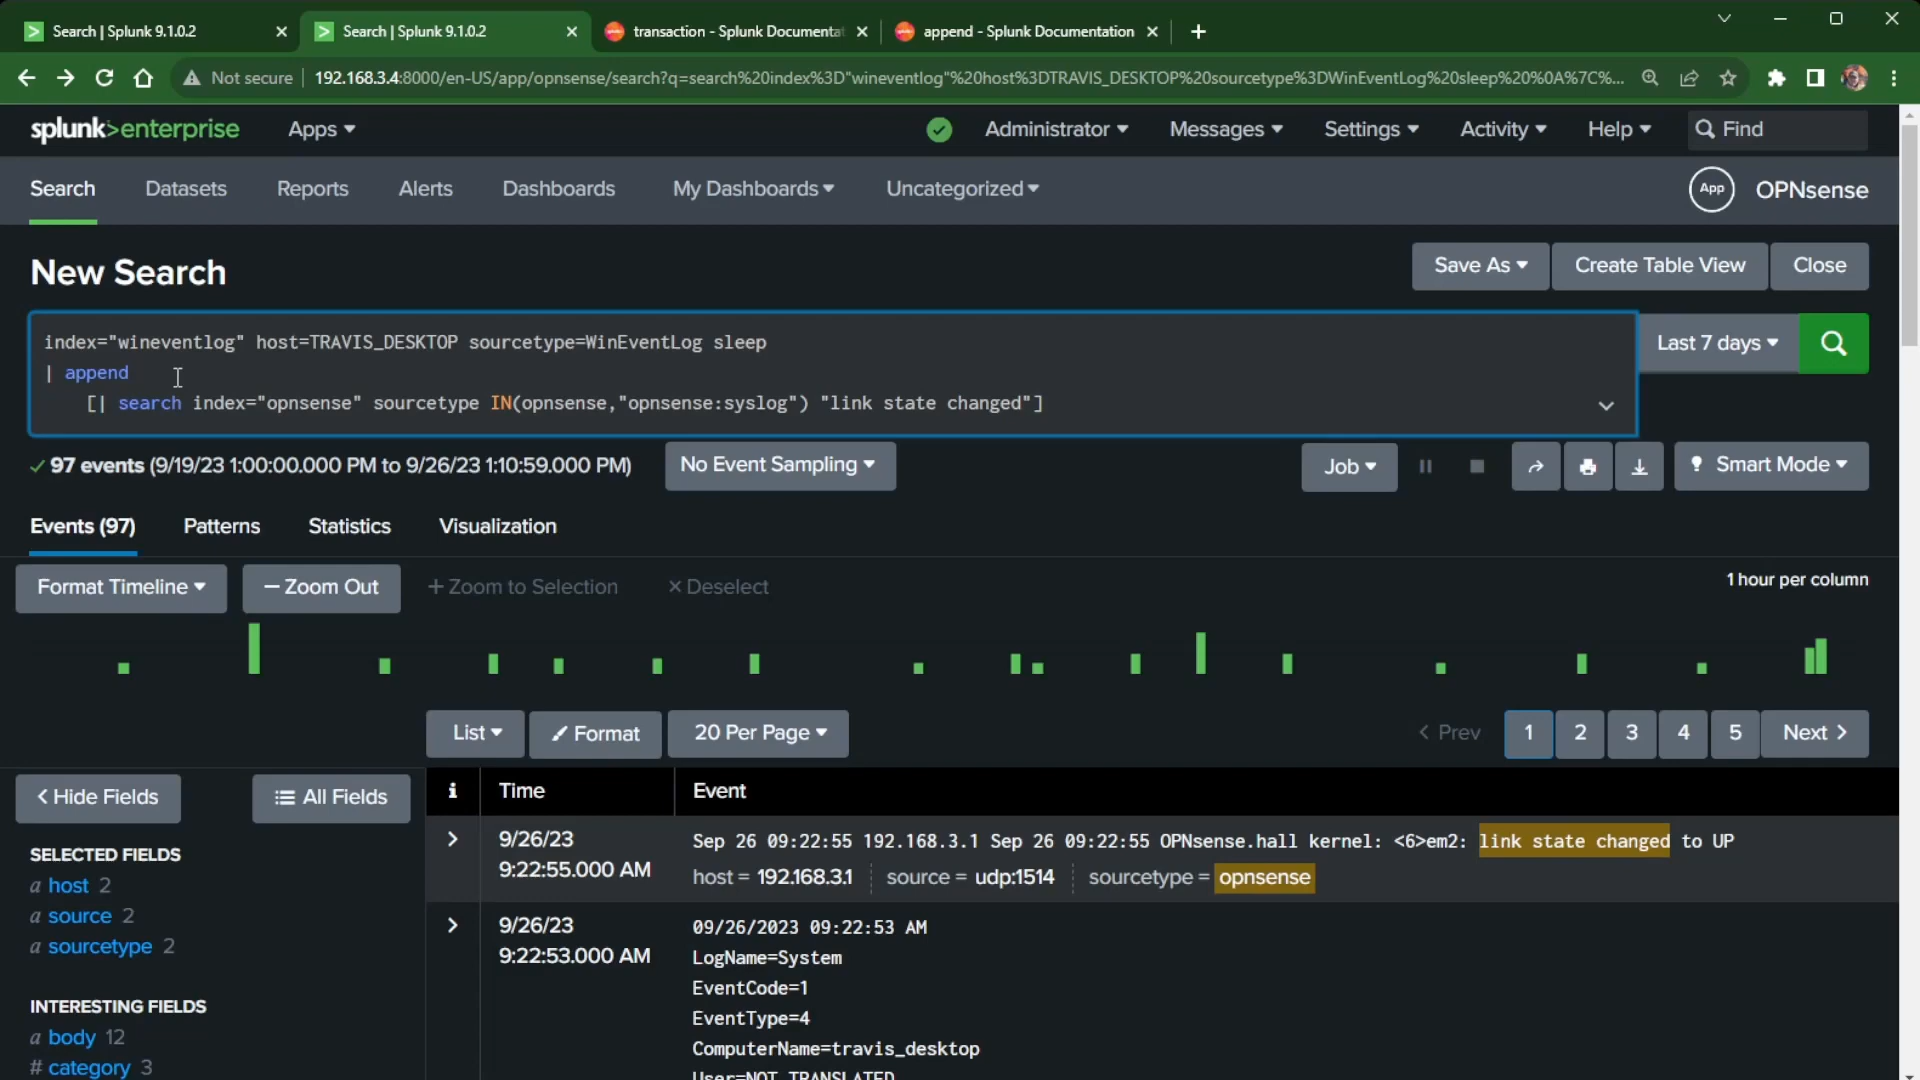 Search | Splunk 9.1.0.2
Search | Splunk 9.1.0.2
transaction - Splunk Documentat
append - Splunk Documentation
Not secure
192.168.3.4:8000/en-US/app/opnsense/search?q=search%20index%3D"wineventlog"%20host%3DTRAVIS_DESKTOP%20sourcetype%3DWinEventLog%20sleep%20%0A%7C%...
splunk>enterprise
Apps
Administrator
Messages
Settings
Activity
Help
Find
Search
Datasets
Reports
Alerts
Dashboards
My Dashboards
Uncategorized
App
OPNsense
New Search
Save As
Create Table View
Close
index="wineventlog" host=TRAVIS_DESKTOP sourcetype=WinEventLog sleep
| append
[| search index="opnsense" sourcetype IN(opnsense,"opnsense:syslog") "link state changed"]
Last 7 days
97 events (9/19/23 1:00:00.000 PM to 9/26/23 1:10:59.000 PM)
No Event Sampling
Job
Smart Mode
Events (97)
Patterns
Statistics
Visualization
Format Timeline
— Zoom Out
+ Zoom to Selection
× Deselect
1 hour per column
List
Format
20 Per Page
< Prev
1
2
3
4
5
Next >
< Hide Fields
All Fields
i
Time
Event
SELECTED FIELDS
a host 2
a source 2
a sourcetype 2
INTERESTING FIELDS
a body 12
# category 3
9/26/23
9:22:55.000 AM
Sep 26 09:22:55 192.168.3.1 Sep 26 09:22:55 OPNsense.hall kernel: <6>em2: link state changed to UP
host = 192.168.3.1
source = udp:1514
sourcetype = opnsense
9/26/23
9:22:53.000 AM
09/26/2023 09:22:53 AM
LogName=System
EventCode=1
EventType=4
ComputerName=travis_desktop
User=NOT_TRANSLATED